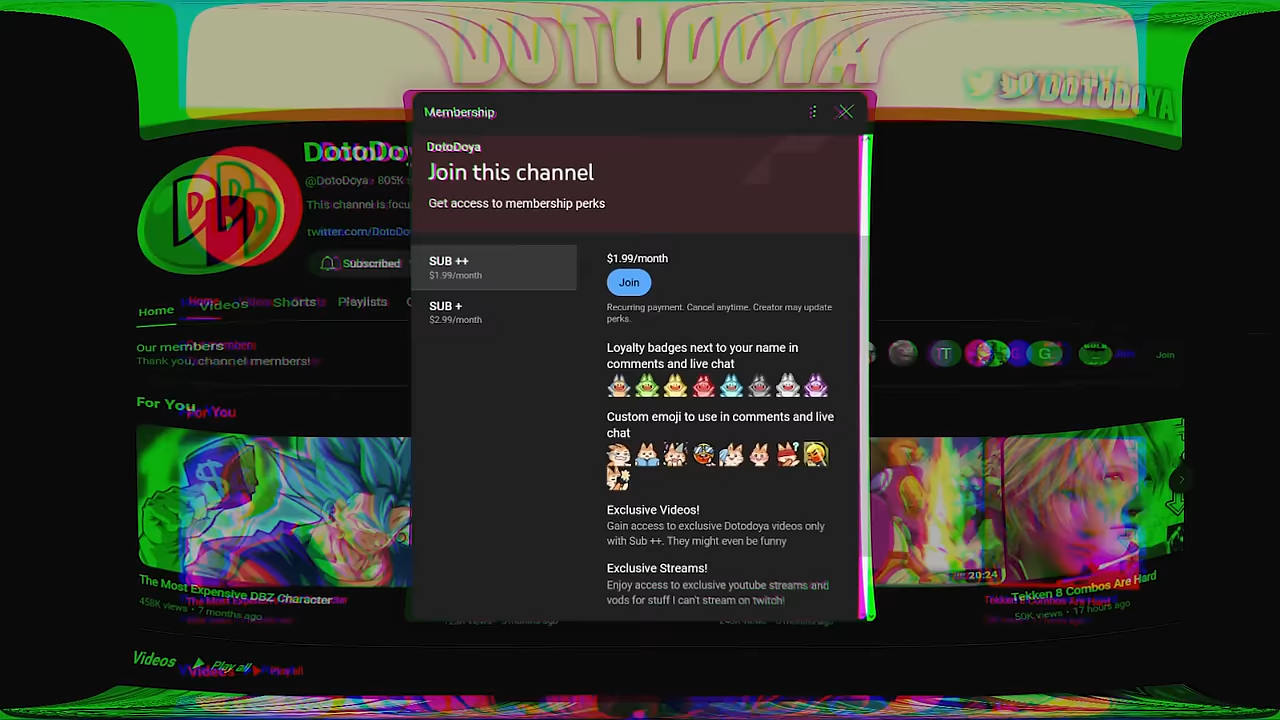 DOTODOYA
DOTODOYA
Membership
DotoDoya
Join this channel
Get access to membership perks
DotoDoy
@DotoDoya · 805K
This channel is focu
twitter.com/DotoDo
Subscribed
SUB ++
$1.99/month
SUB +
$2.99/month
$1.99/month
Join
Recurring payment. Cancel anytime. Creator may update
perks.
Loyalty badges next to your name in
comments and live chat
Custom emoji to use in comments and live
chat
Exclusive Videos!
Gain access to exclusive Dotodoya videos only
with Sub ++. They might even be funny
Exclusive Streams!
Enjoy access to exclusive youtube streams and
vods for stuff I can't stream on twitch!
Home Videos Shorts Playlists
Our members
Thank you, channel members!
Join
For You
The Most Expensive DBZ Character
458K views · 7 months ago
20:24
Tekken 8 Combos Are Hard
50K views · 17 hours ago
Videos Play all